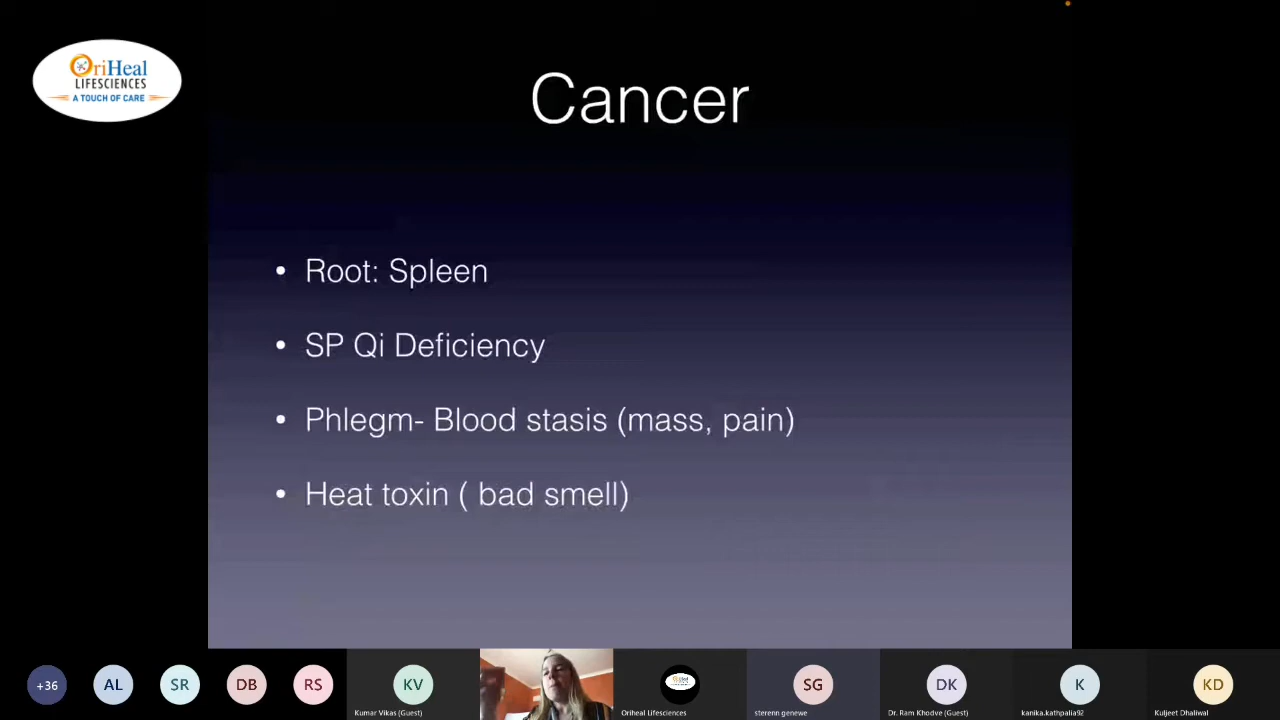 OriHeal
LIFESCIENCES
A TOUCH OF CARE
Cancer
• Root: Spleen
• SP Qi Deficiency
• Phlegm- Blood stasis (mass, pain)
• Heat toxin ( bad smell)
+36
AL
SR
DB
RS
KV
Kumar Vikas (Guest)
OriHeal
Oriheal Lifesciences
SG
sterenn genewe
DK
Dr. Ram Khodve (Guest)
K
kanika.kathpalia92
KD
Kuljeet Dhaliwal